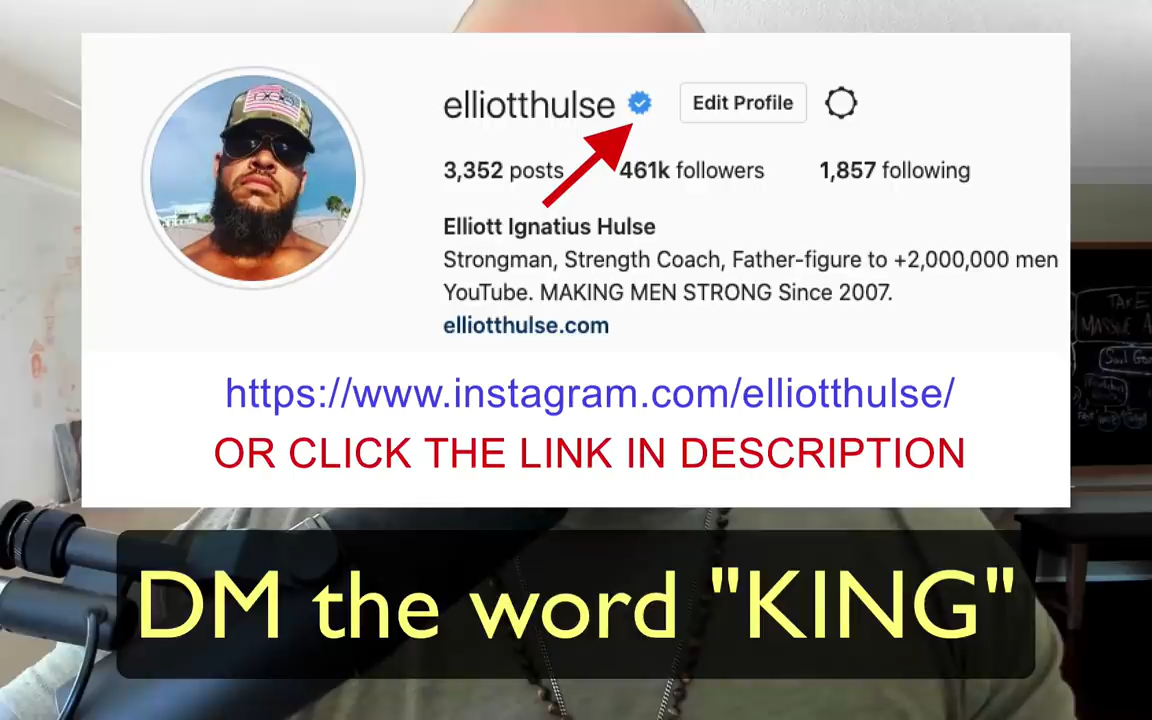 elliotthulse
Edit Profile
3,352 posts 461k followers 1,857 following
Elliott Ignatius Hulse
Strongman, Strength Coach, Father-figure to +2,000,000 men
YouTube. MAKING MEN STRONG Since 2007.
elliotthulse.com
https://www.instagram.com/elliotthulse/
OR CLICK THE LINK IN DESCRIPTION
TAKE
MASSIVE
DM the word "KING"